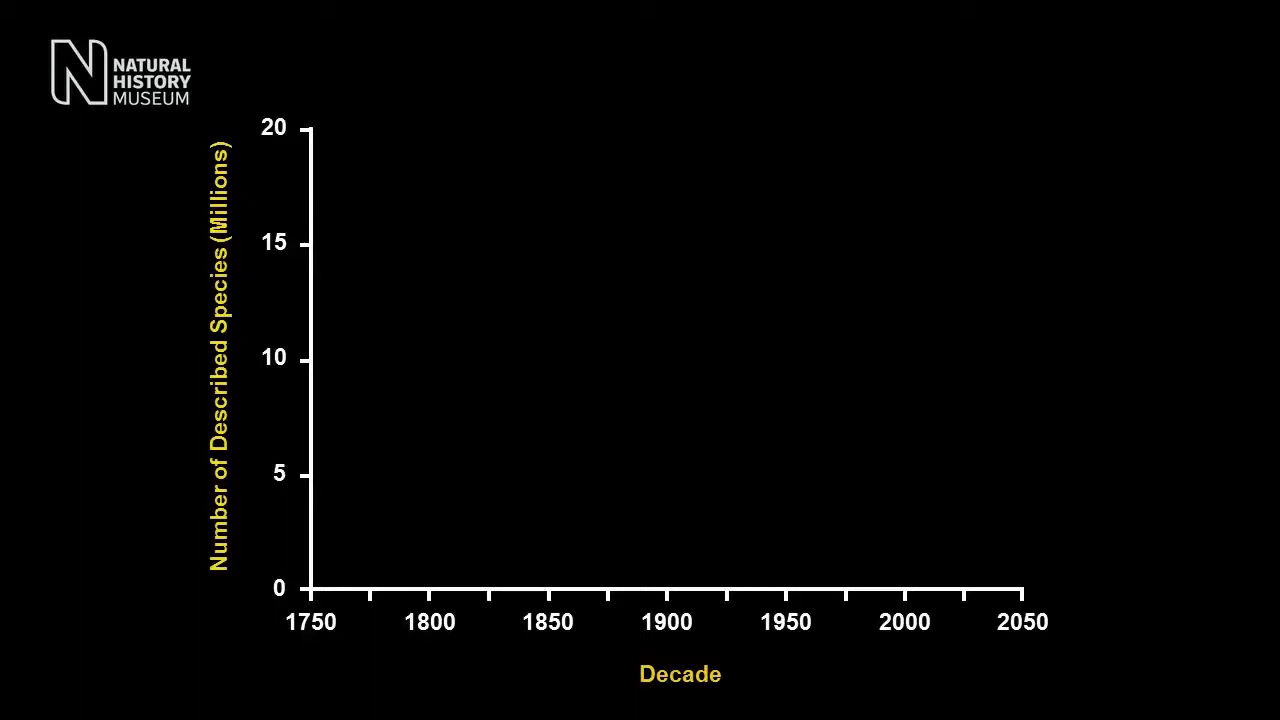 NATURAL
HISTORY
MUSEUM
Number of Described Species (Millions)
20
15
10
5
0
1750 1800 1850 1900 1950 2000 2050
Decade